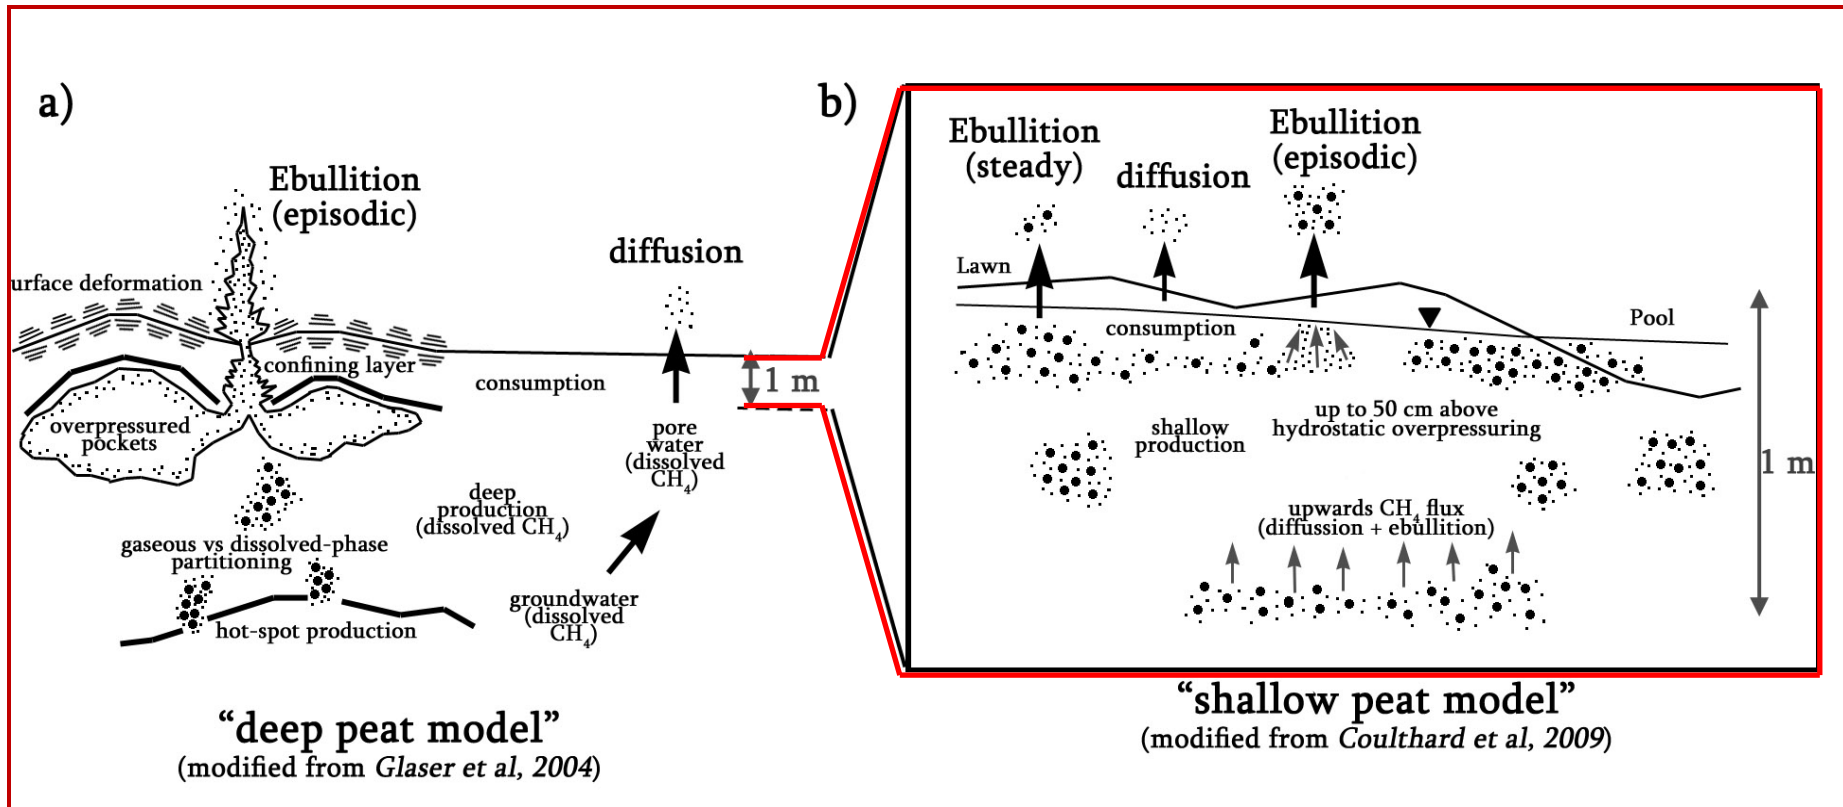 a)
Ebullition
(episodic)
diffusion
urface deformation
confining layer
consumption
1 m
overpressured
pockets
pore
water
(dissolved
CH₄)
deep
production
(dissolved CH₄)
gaseous vs dissolved-phase
partitioning
groundwater
(dissolved
CH₄)
hot-spot production
"deep peat model"
(modified from Glaser et al, 2004)
b)
Ebullition
(steady)
diffusion
Ebullition
(episodic)
Lawn
consumption
Pool
shallow
production
up to 50 cm above
hydrostatic overpressuring
1 m
upwards CH₄ flux
(diffussion + ebullition)
"shallow peat model"
(modified from Coulthard et al, 2009)